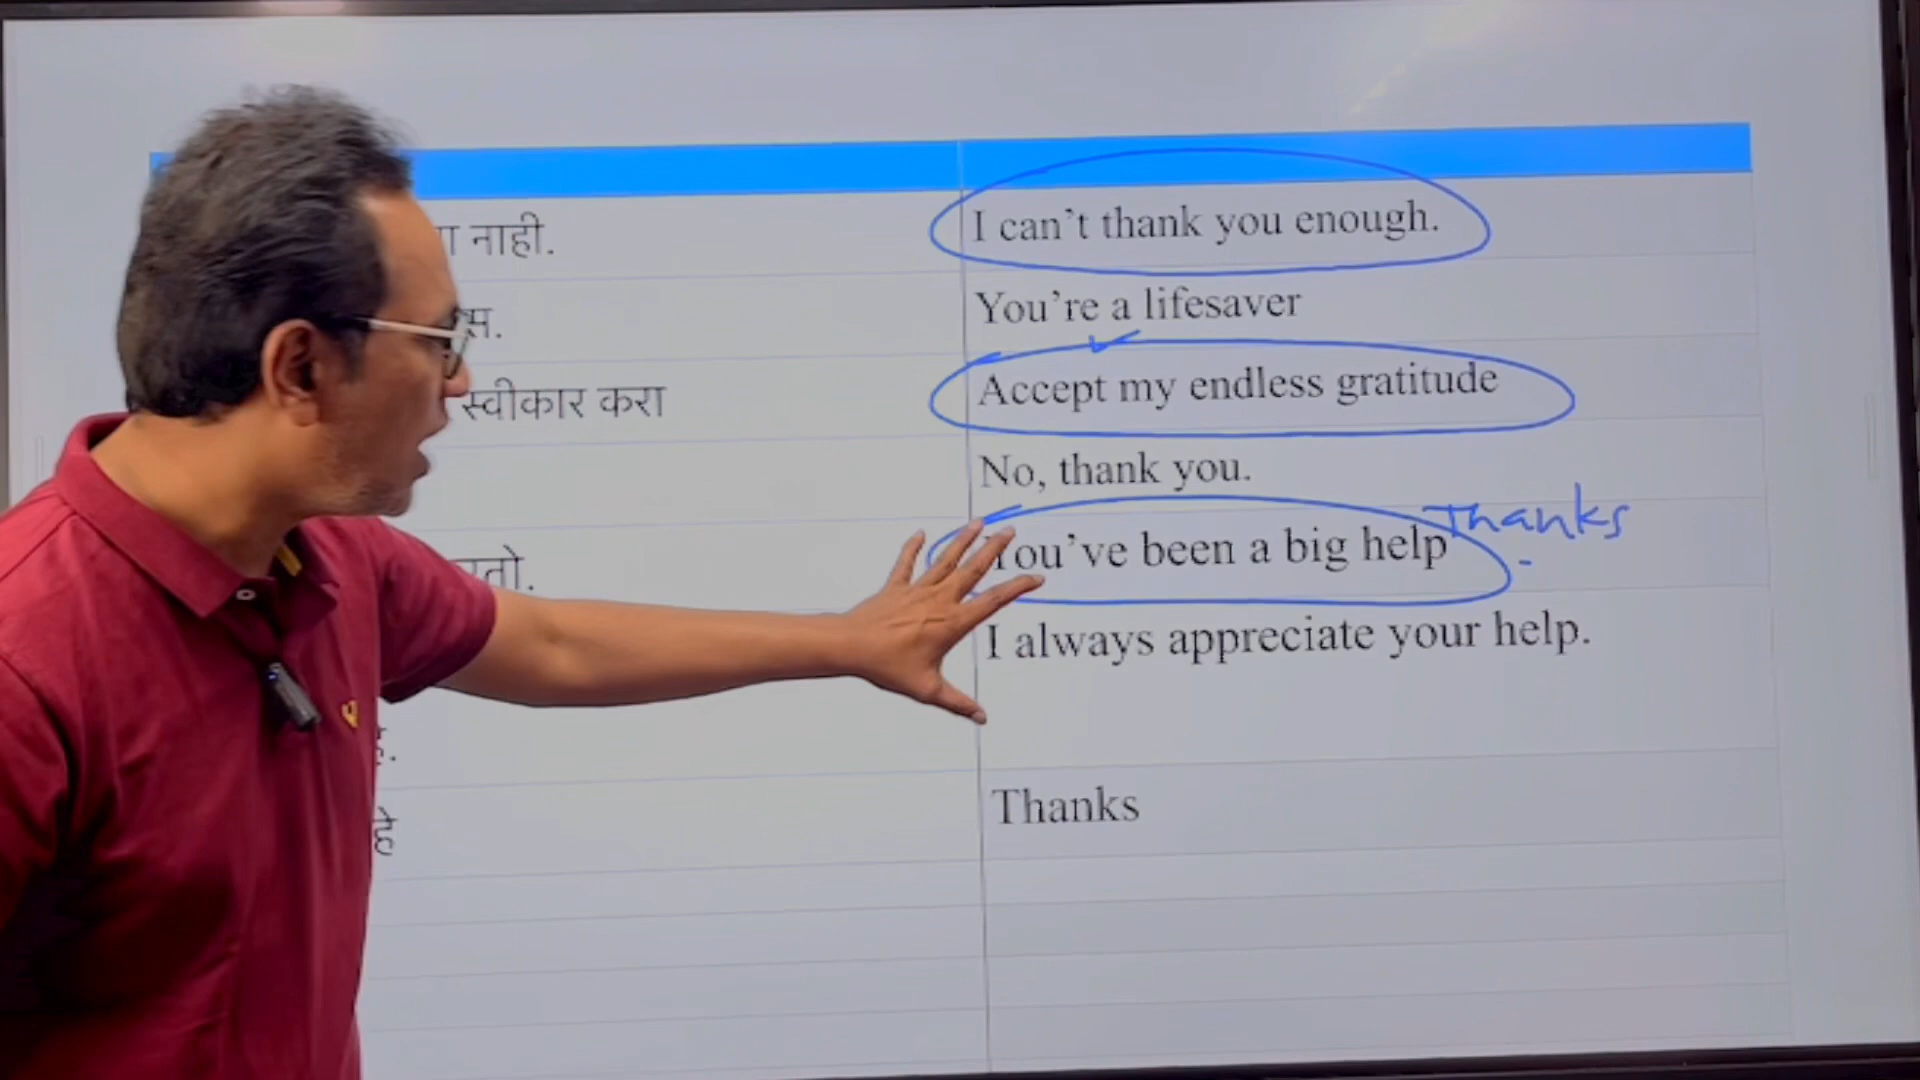 नाही.
I can't thank you enough.
You're a lifesaver
स्वीकार करा
Accept my endless gratitude
No, thank you.
Thanks
You've been a big help
I always appreciate your help.
Thanks